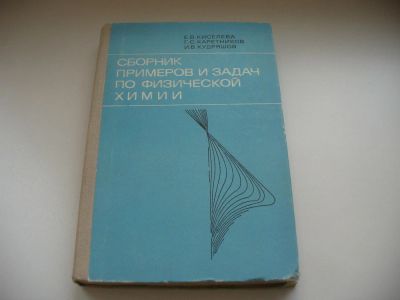 Е.В.КИСЕЛЕВА
Г.С.КАРЕТНИКОВ
И.В.КУДРЯШОВ
СБОРНИК
ПРИМЕРОВ И ЗАДАЧ
ПО ФИЗИЧЕСКОЙ
ХИМИИ